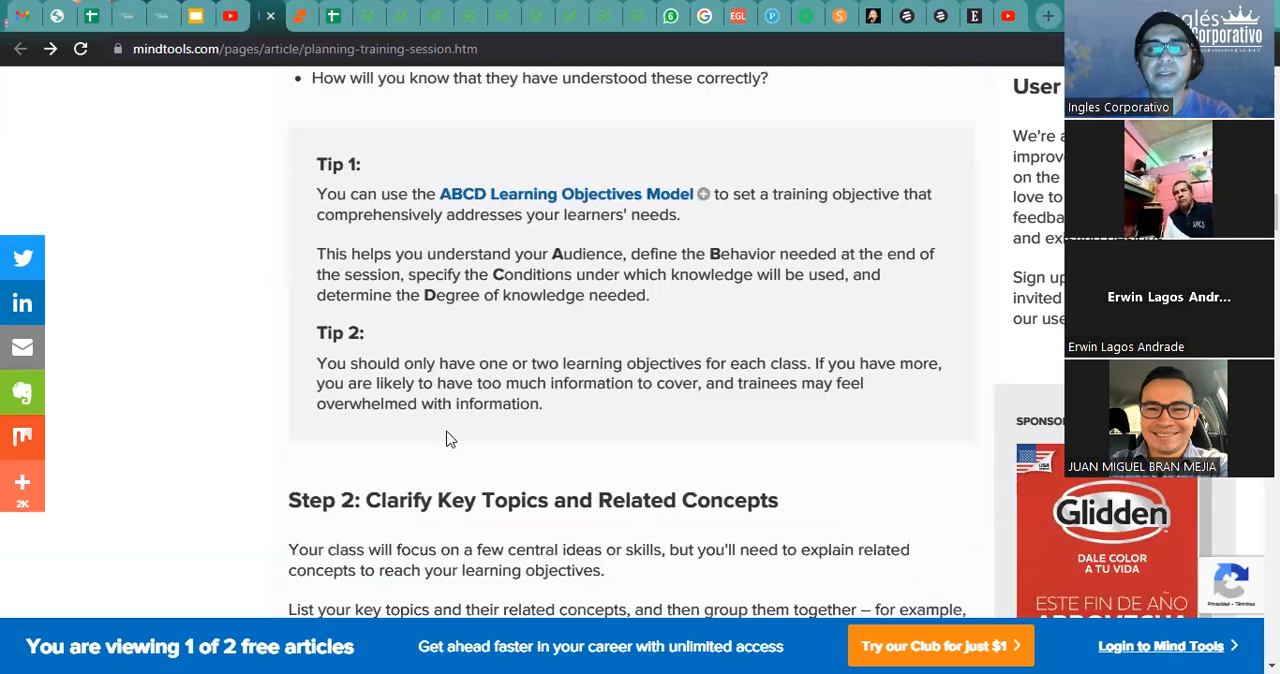 mindtools.com/pages/article/planning-training-session.htm
6
EGL
P
S
E
Inglés
Corporativo
Ingles Corporativo
• How will you know that they have understood these correctly?
User
Tip 1:
You can use the ABCD Learning Objectives Model to set a training objective that
comprehensively addresses your learners' needs.
This helps you understand your Audience, define the Behavior needed at the end of
the session, specify the Conditions under which knowledge will be used, and
determine the Degree of knowledge needed.
Tip 2:
You should only have one or two learning objectives for each class. If you have more,
you are likely to have too much information to cover, and trainees may feel
overwhelmed with information.
We're
improv
on the
love to
feedba
and
Sign up
invited
our use
Erwin Lagos Andr...
Erwin Lagos Andrade
JUAN MIGUEL BRAN MEJIA
2K
SPONSO
USA
Glidden
DALE COLOR
A TU VIDA
ESTE FIN DE AÑO
Privacidad - Términos
Step 2: Clarify Key Topics and Related Concepts
Your class will focus on a few central ideas or skills, but you'll need to explain related
concepts to reach your learning objectives.
List your key topics and their related concepts, and then group them together – for example,
You are viewing 1 of 2 free articles
Get ahead faster in your career with unlimited access
Try our Club for just $1
Login to Mind Tools